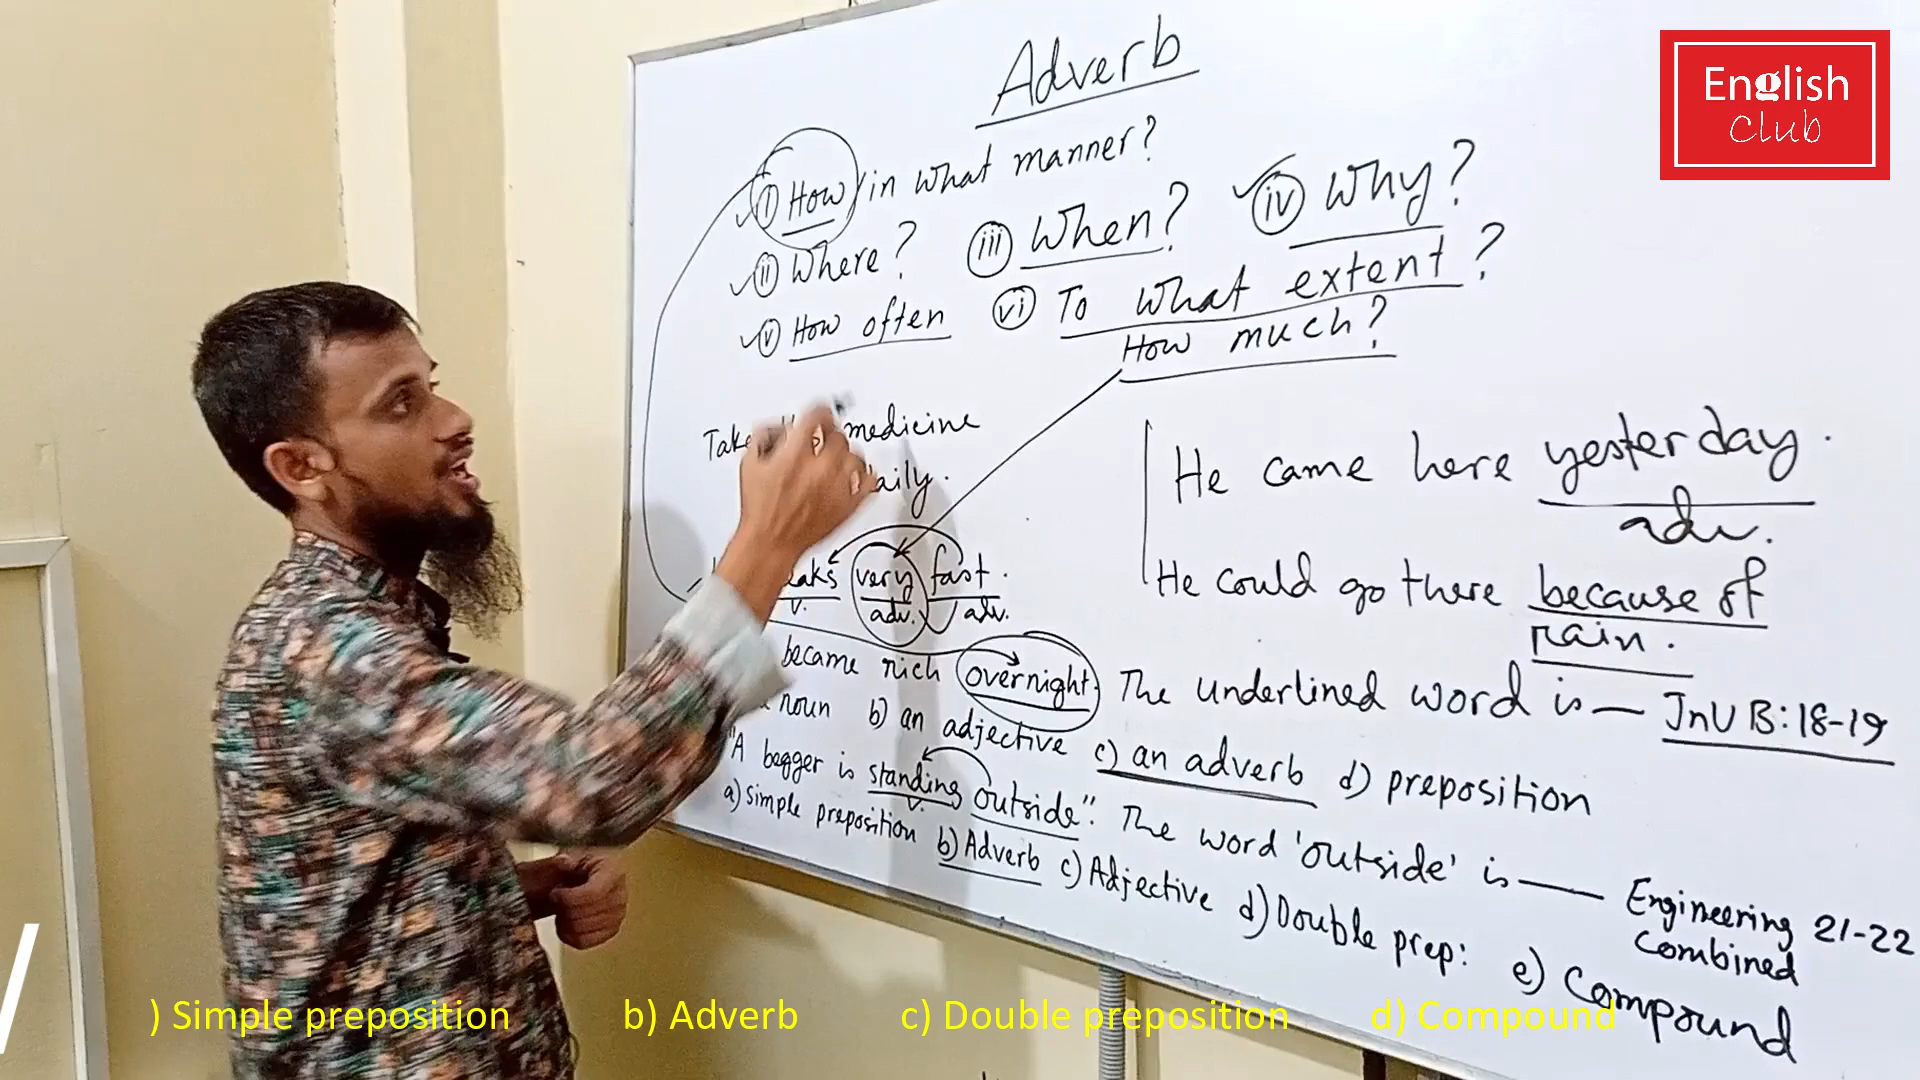 Adverb
English
Club
i) How / in what manner?
ii) Where? iii) When? iv) Why?
v) How often vi) To what extent?
How much?
Take medicine
daily.
He came here yesterday.
adv.
very fast.
v. adv. adv.
He could go there because of
rain.
became rich overnight. The underlined word is — JnU B: 18-19
noun b) an adjective c) an adverb d) preposition
"A begger is standing outside". The word 'outside' is — Engineering 21-22
v. Combined
a) Simple preposition b) Adverb c) Adjective d) Double prep: e) Compound
) Simple preposition b) Adverb c) Double preposition d) Compound